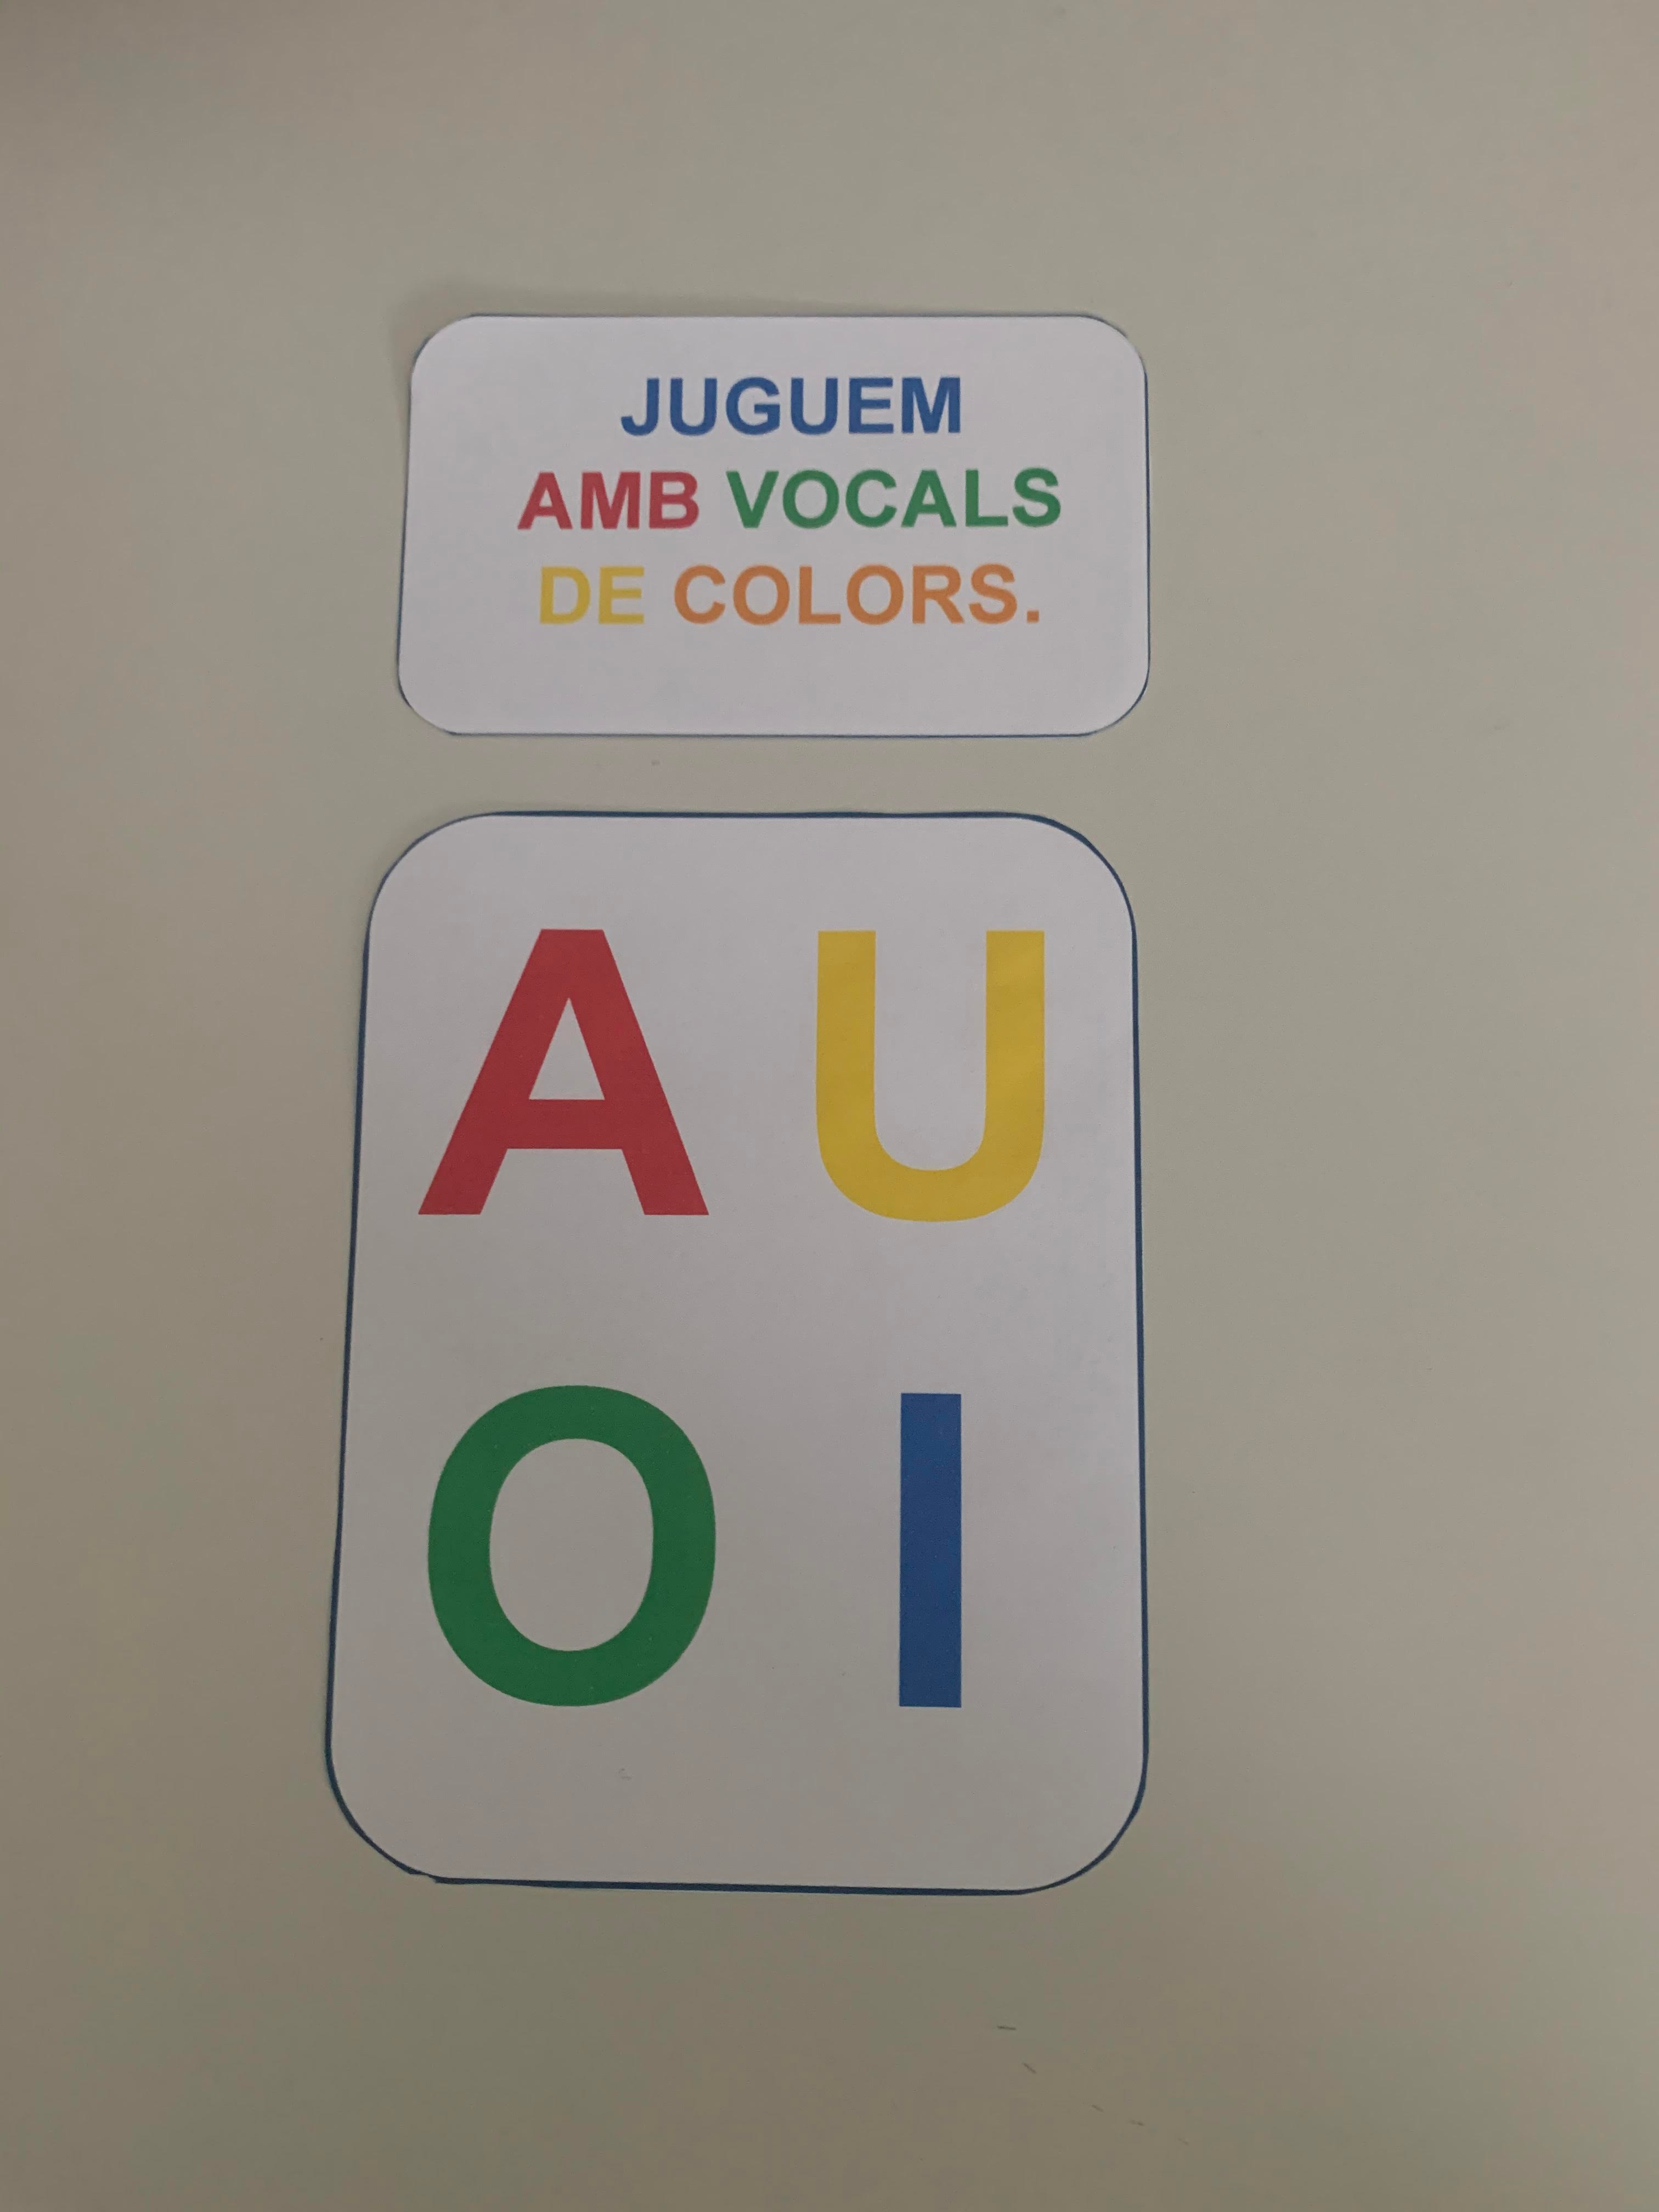 JUGUEM
AMB VOCALS
DE COLORS.
A U
O I